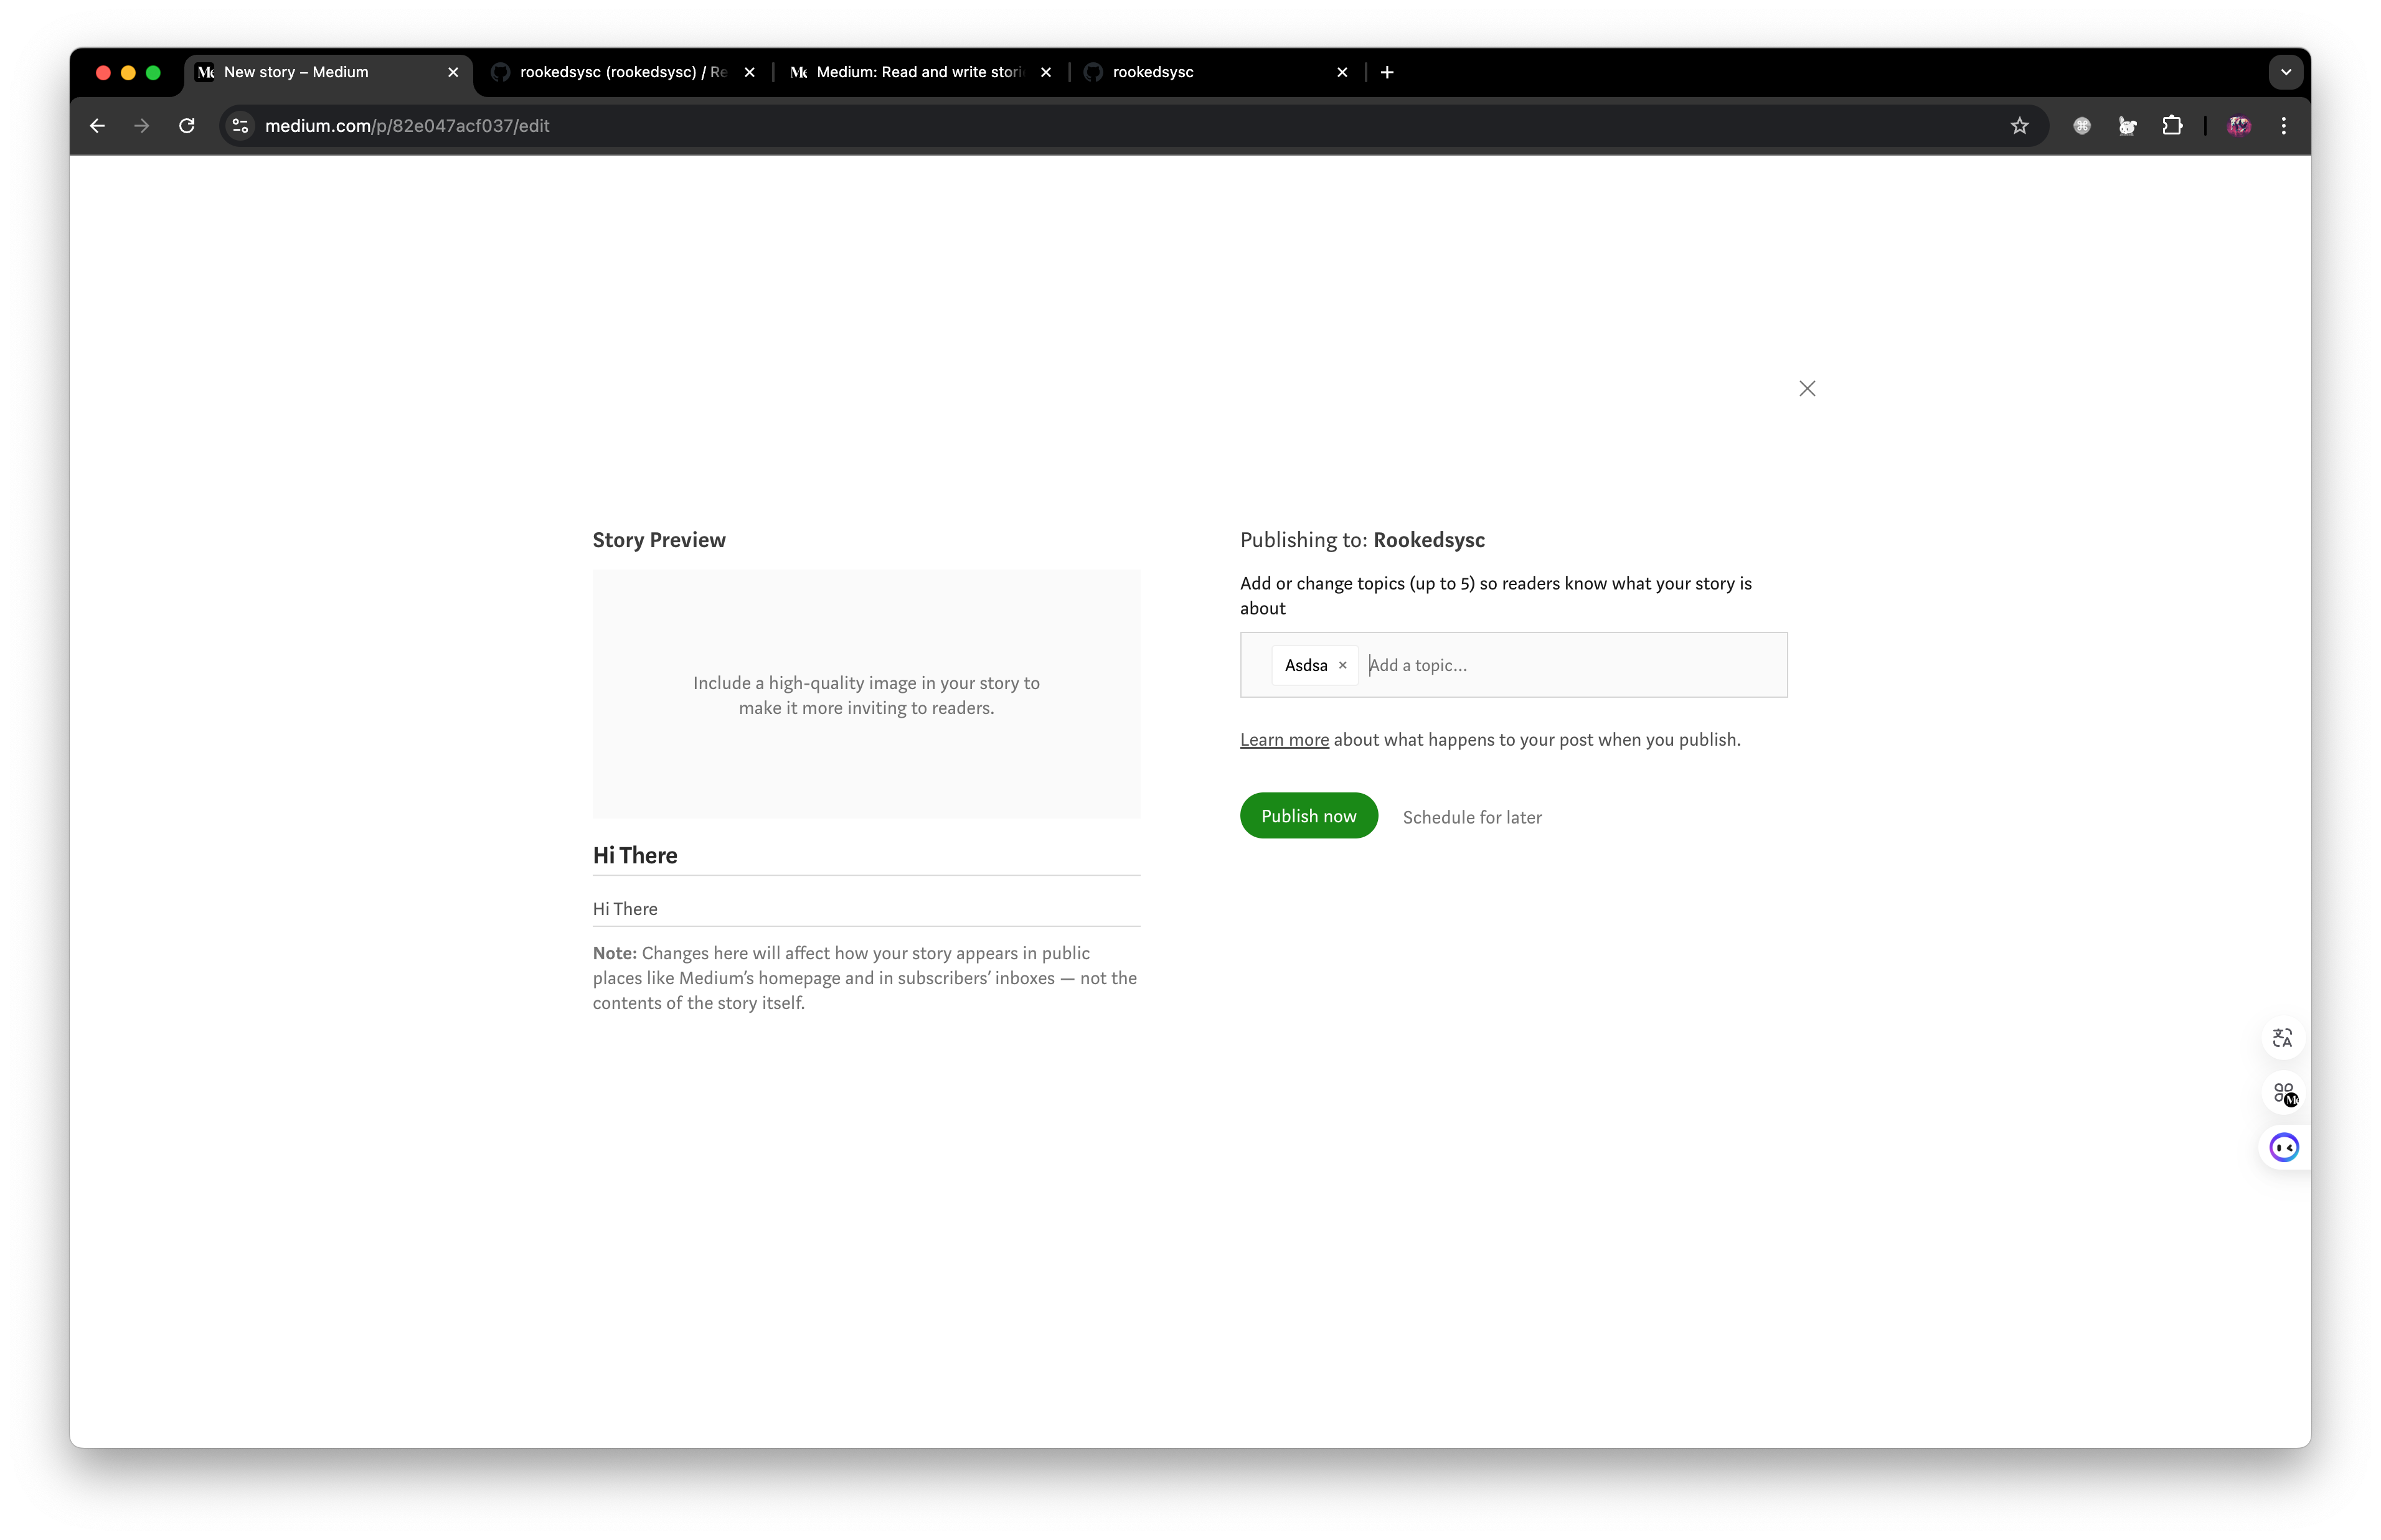 New story – Medium
rookedsysc (rookedsysc) / Re
Medium: Read and write stori
rookedsysc
medium.com/p/82e047acf037/edit
Story Preview
Include a high-quality image in your story to
make it more inviting to readers.
Hi There
Hi There
Note: Changes here will affect how your story appears in public
places like Medium’s homepage and in subscribers’ inboxes — not the
contents of the story itself.
Publishing to: Rookedsysc
Add or change topics (up to 5) so readers know what your story is
about
Asdsa × Add a topic...
Learn more about what happens to your post when you publish.
Publish now
Schedule for later